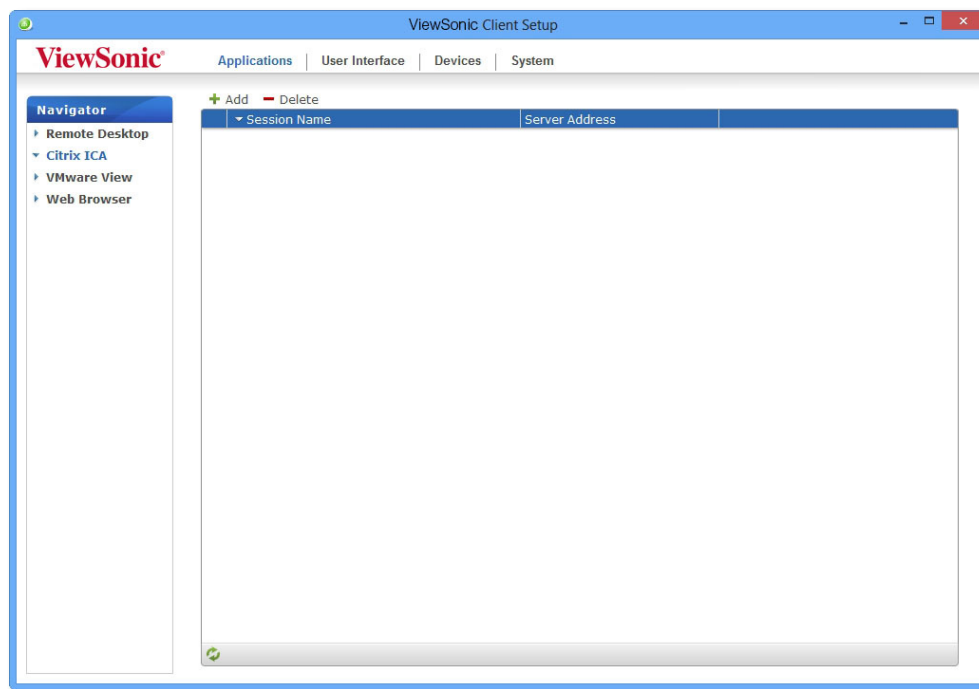 ViewSonic Client Setup
ViewSonic®
Applications | User Interface | Devices | System
Navigator
Remote Desktop
Citrix ICA
VMware View
Web Browser
Add Delete
Session Name Server Address